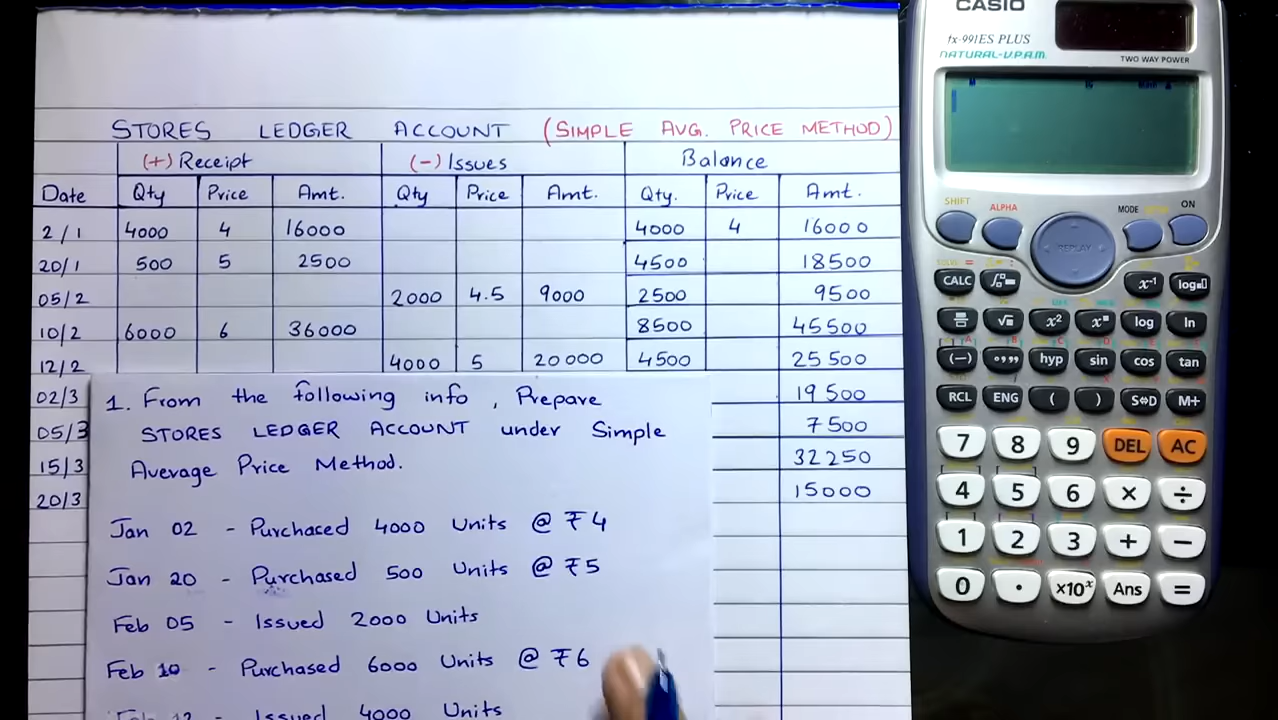 STORES LEDGER ACCOUNT (SIMPLE AVG. PRICE METHOD)
(+) Receipt (-) Issues Balance
Date Qty Price Amt. Qty Price Amt. Qty. Price Amt.
2/1 4000 4 16000 4000 4 16000
20/1 500 5 2500 4500 18500
05/2 2000 4.5 9000 2500 9500
10/2 6000 6 36000 8500 45500
12/2 4000 5 20000 4500 25500
02/3 19500
05/3 7500
15/3 32250
20/3 15000
1. From the following info, Prepare
STORES LEDGER ACCOUNT under Simple
Average Price Method.
Jan 02 - Purchased 4000 Units @ ₹4
Jan 20 - Purchased 500 Units @ ₹5
Feb 05 - Issued 2000 Units
Feb 10 - Purchased 6000 Units @ ₹6
Feb 12 - Issued 4000 Units
CASIO
fx-991ES PLUS
NATURAL-V.P.A.M.
TWO WAY POWER
SHIFT ALPHA MODE ON
REPLAY
CALC x⁻¹ log
√ x² log ln
(−) hyp sin cos tan
RCL ENG ( ) S⇔D M+
7 8 9 DEL AC
4 5 6 × ÷
1 2 3 + −
0 . ×10ˣ Ans =